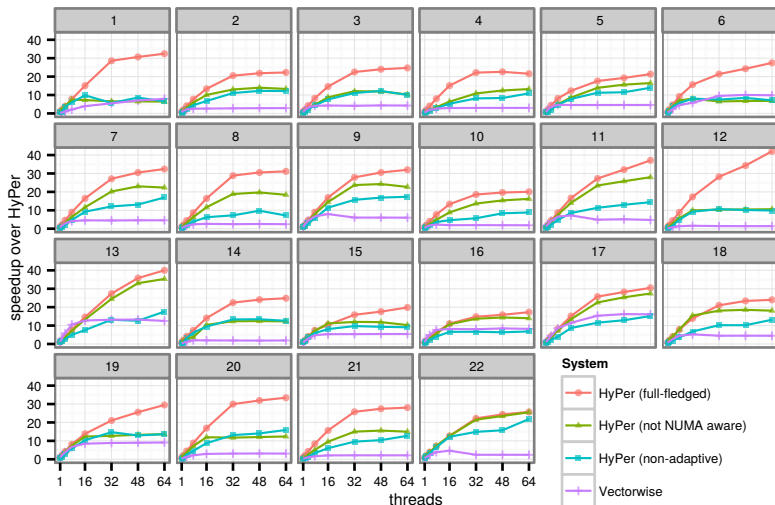 1 2 3 4 5 6
40
30
20
10
0
7 8 9 10 11 12
40
30
20
10
0
13 14 15 16 17 18
40
30
20
10
0
19 20 21 22
40
30
20
10
0
1 16 32 48 64 1 16 32 48 64 1 16 32 48 64 1 16 32 48 64
threads
speedup over HyPer
System
HyPer (full-fledged)
HyPer (not NUMA aware)
HyPer (non-adaptive)
Vectorwise